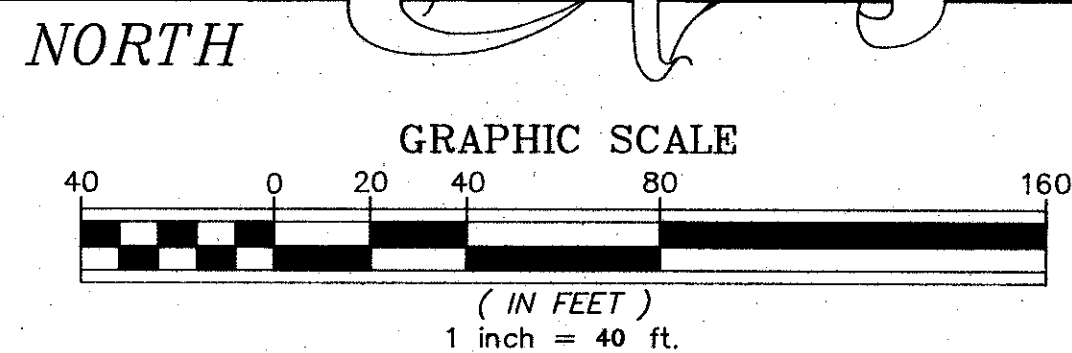 NORTH
GRAPHIC SCALE
40 0 20 40 80 160
( IN FEET )
1 inch = 40 ft.